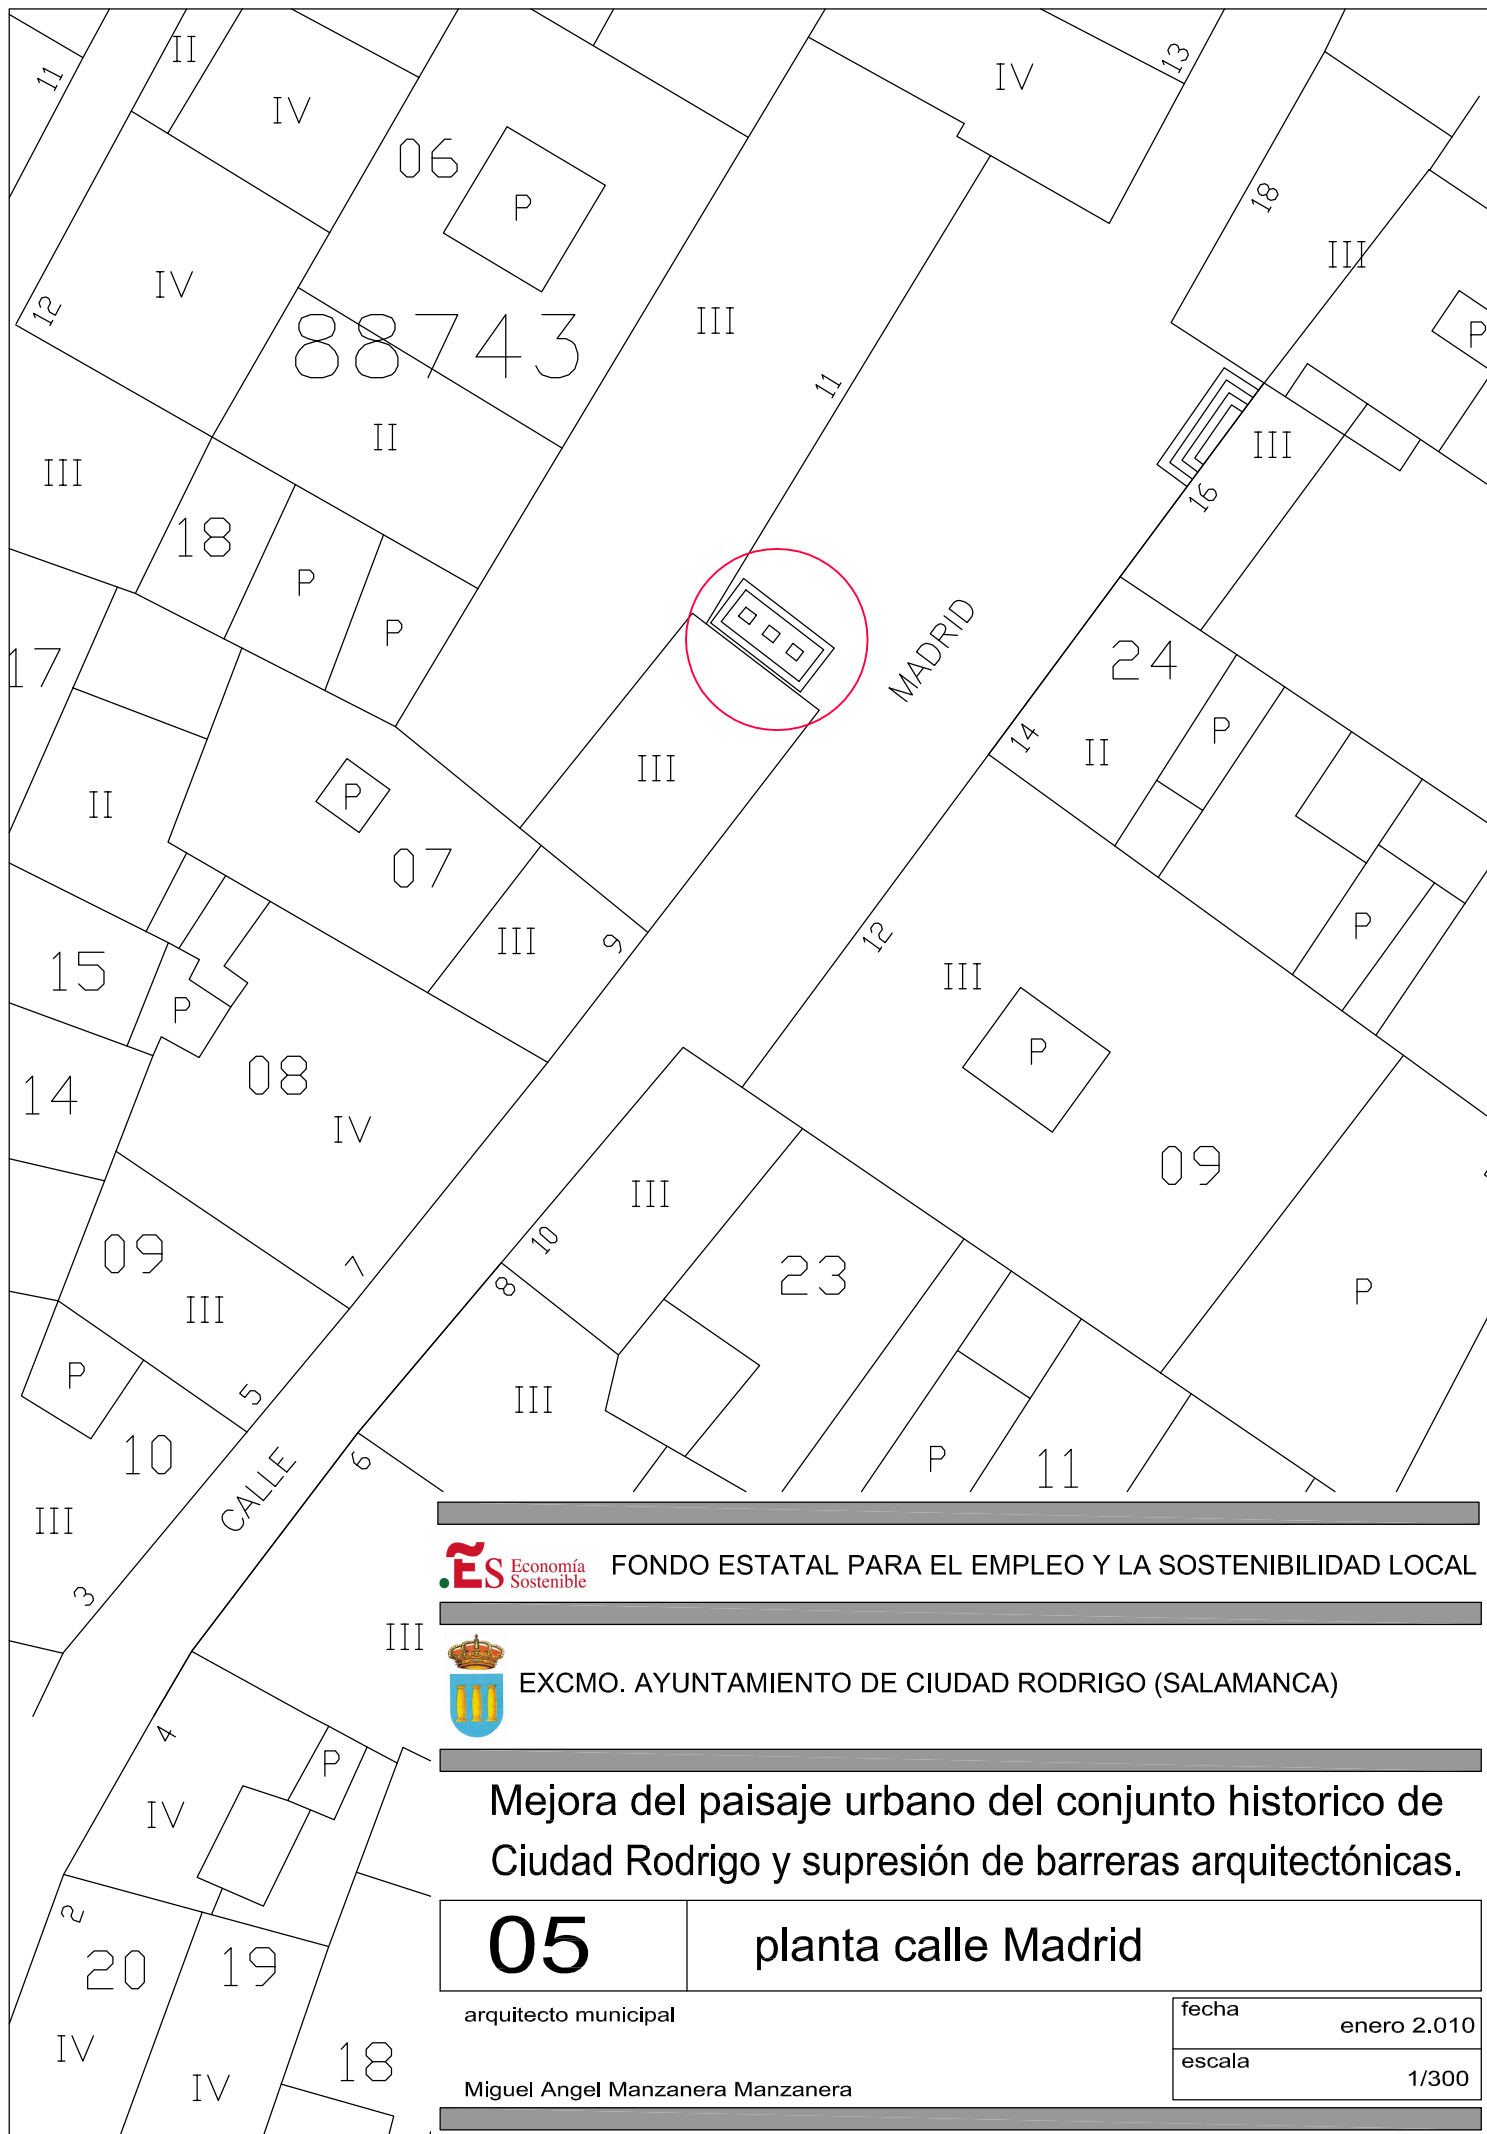 11
II
IV
06
P
IV
13
18
III
P
12
IV
88743
III
11
II
III
III
16
18
P
P
17
MADRID
24
P
14
II
III
P
II
07
III
9
12
III
P
15
P
P
14
08
IV
09
09
III
10
7
III
8
23
P
P
5
10
III
6
P
11
CALLE
III
3
III
4
P
IV
2
20
19
IV
IV
18
ES Economía
Sostenible
FONDO ESTATAL PARA EL EMPLEO Y LA SOSTENIBILIDAD LOCAL
EXCMO. AYUNTAMIENTO DE CIUDAD RODRIGO (SALAMANCA)
Mejora del paisaje urbano del conjunto historico de
Ciudad Rodrigo y supresión de barreras arquitectónicas.
05
planta calle Madrid
arquitecto municipal
fecha
enero 2.010
escala
1/300
Miguel Angel Manzanera Manzanera